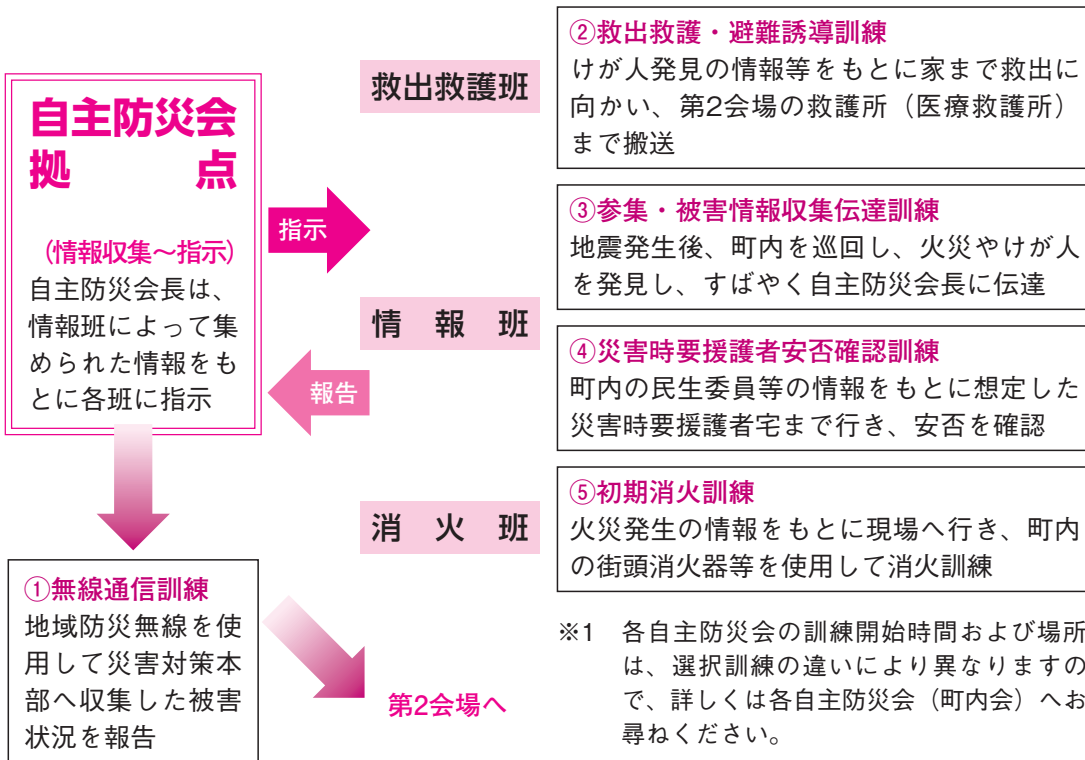 自主防災会
拠点
(情報収集〜指示)
自主防災会長は、
情報班によって集
められた情報をも
とに各班に指示
指示
報告
①無線通信訓練
地域防災無線を使
用して災害対策本
部へ収集した被害
状況を報告
第2会場へ
救出救護班
②救出救護・避難誘導訓練
けが人発見の情報等をもとに家まで救出に
向かい、第2会場の救護所（医療救護所）
まで搬送
情報班
③参集・被害情報収集伝達訓練
地震発生後、町内を巡回し、火災やけが人
を発見し、すばやく自主防災会長に伝達
④災害時要援護者安否確認訓練
町内の民生委員等の情報をもとに想定した
災害時要援護者宅まで行き、安否を確認
消火班
⑤初期消火訓練
火災発生の情報をもとに現場へ行き、町内
の街頭消火器等を使用して消火訓練
※1 各自主防災会の訓練開始時間および場所
は、選択訓練の違いにより異なりますの
で、詳しくは各自主防災会（町内会）へお
尋ねください。